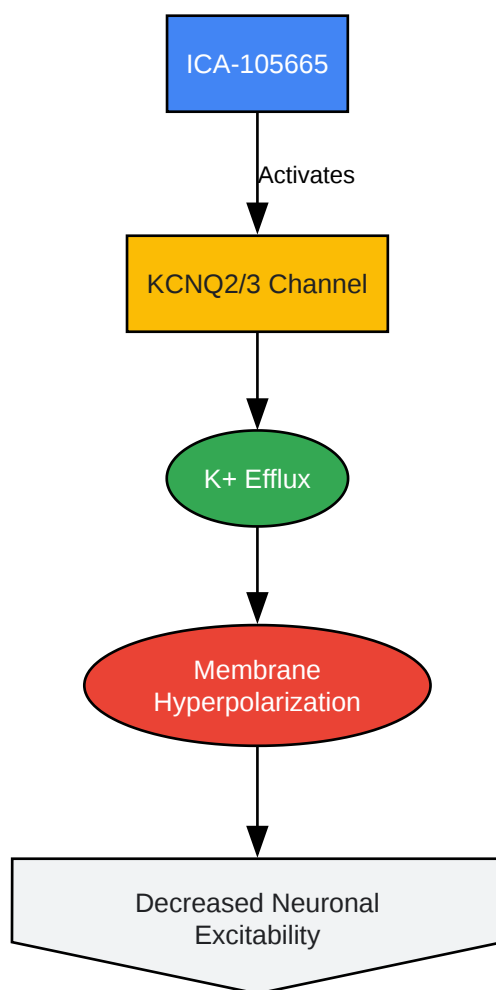 ICA-105665
Activates
KCNQ2/3 Channel
K+ Efflux
Membrane
Hyperpolarization
Decreased Neuronal
Excitability